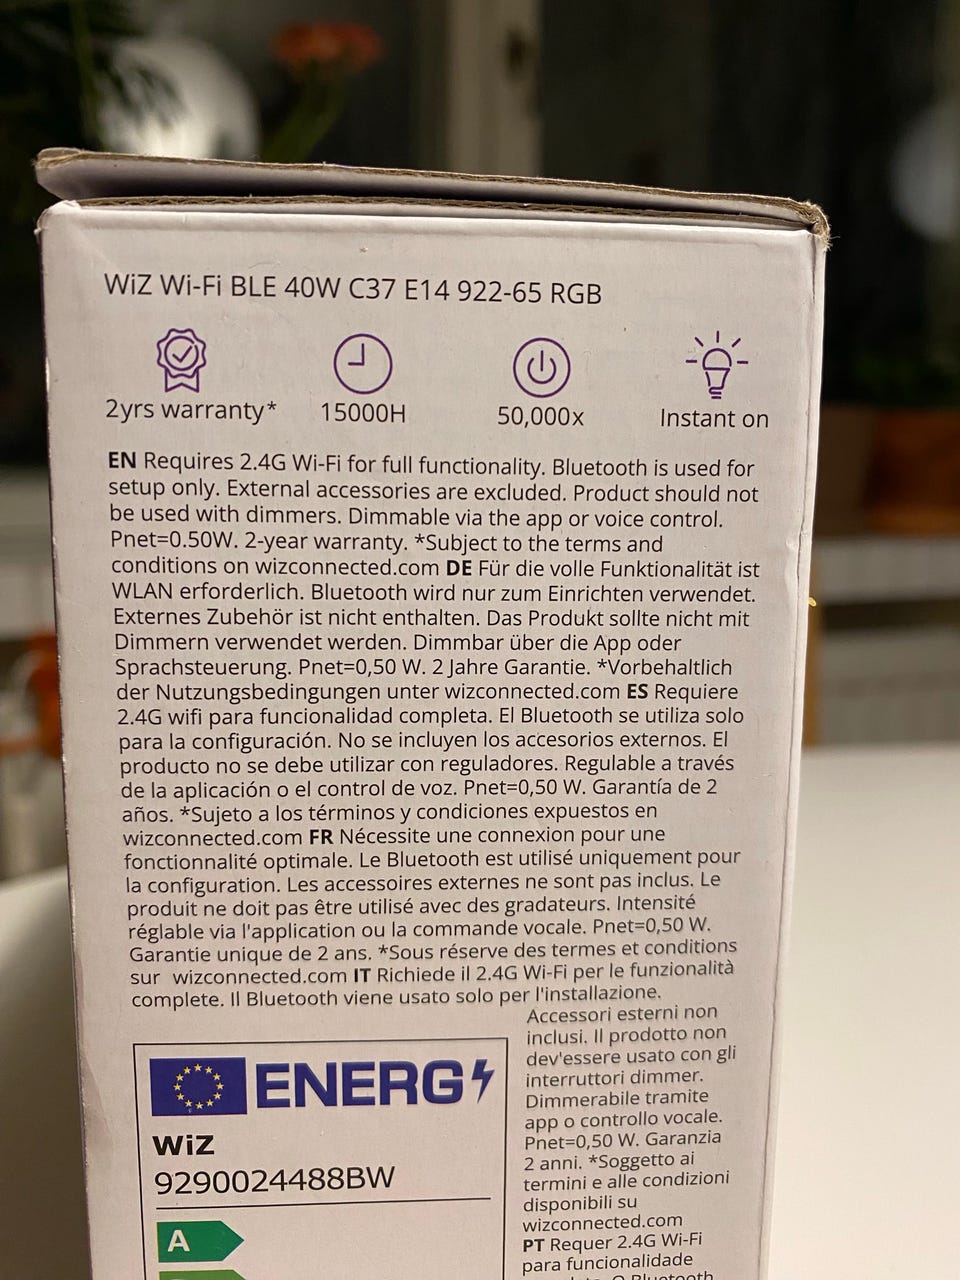 WiZ Wi-Fi BLE 40W C37 E14 922-65 RGB
2yrs warranty* 15000H 50,000x Instant on
EN Requires 2.4G Wi-Fi for full functionality. Bluetooth is used for
setup only. External accessories are excluded. Product should not
be used with dimmers. Dimmable via the app or voice control.
Pnet=0.50W. 2-year warranty. *Subject to the terms and
conditions on wizconnected.com DE Für die volle Funktionalität ist
WLAN erforderlich. Bluetooth wird nur zum Einrichten verwendet.
Externes Zubehör ist nicht enthalten. Das Produkt sollte nicht mit
Dimmern verwendet werden. Dimmbar über die App oder
Sprachsteuerung. Pnet=0,50 W. 2 Jahre Garantie. *Vorbehaltlich
der Nutzungsbedingungen unter wizconnected.com ES Requiere
2.4G wifi para funcionalidad completa. El Bluetooth se utiliza solo
para la configuración. No se incluyen los accesorios externos. El
producto no se debe utilizar con reguladores. Regulable a través
de la aplicación o el control de voz. Pnet=0,50 W. Garantía de 2
años. *Sujeto a los términos y condiciones expuestos en
wizconnected.com FR Nécessite une connexion pour une
fonctionnalité optimale. Le Bluetooth est utilisé uniquement pour
la configuration. Les accessoires externes ne sont pas inclus. Le
produit ne doit pas être utilisé avec des gradateurs. Intensité
réglable via l'application ou la commande vocale. Pnet=0,50 W.
Garantie unique de 2 ans. *Sous réserve des termes et conditions
sur wizconnected.com IT Richiede il 2.4G Wi-Fi per le funzionalità
complete. Il Bluetooth viene usato solo per l'installazione.
Accessori esterni non
inclusi. Il prodotto non
dev'essere usato con gli
interruttori dimmer.
Dimmerabile tramite
app o controllo vocale.
Pnet=0,50 W. Garanzia
2 anni. *Soggetto ai
termini e alle condizioni
disponibili su
wizconnected.com
PT Requer 2.4G Wi-Fi
para funcionalidade
O Bluetooth
ENERG
WiZ
9290024488BW
A